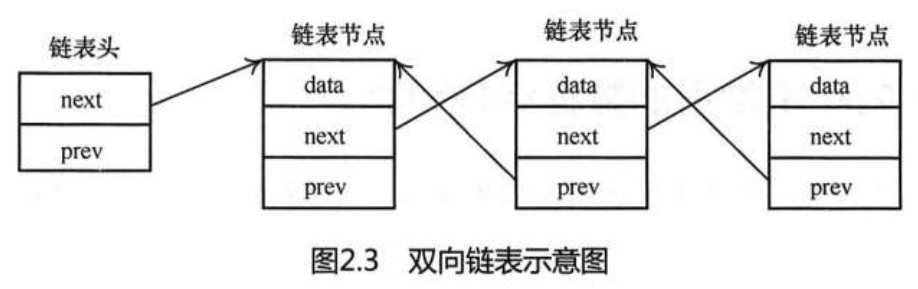 链表头
链表节点
链表节点
链表节点
next
prev
data
next
prev
data
next
prev
data
next
prev
图2.3 双向链表示意图